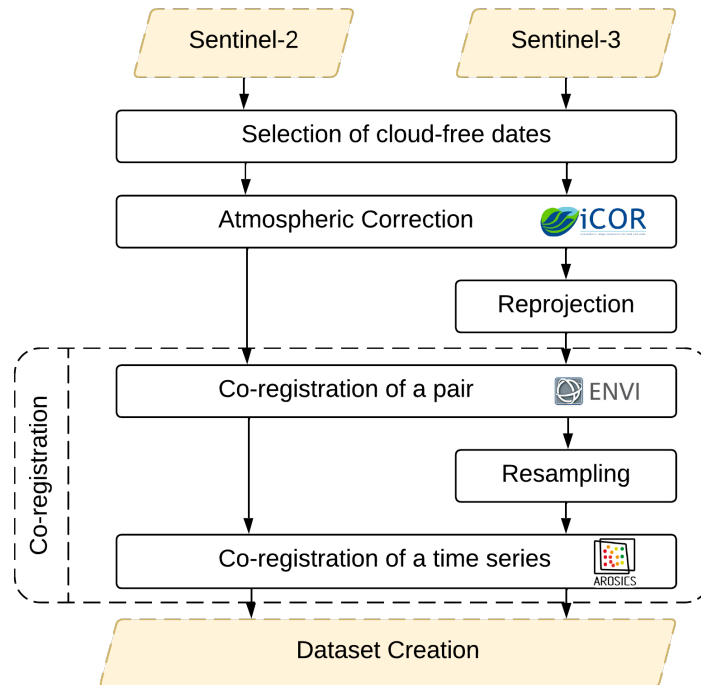 Sentinel-2
Sentinel-3
Selection of cloud-free dates
Atmospheric Correction
iCOR
Reprojection
Co-registration
Co-registration of a pair
ENVI
Resampling
Co-registration of a time series
AROSICS
Dataset Creation